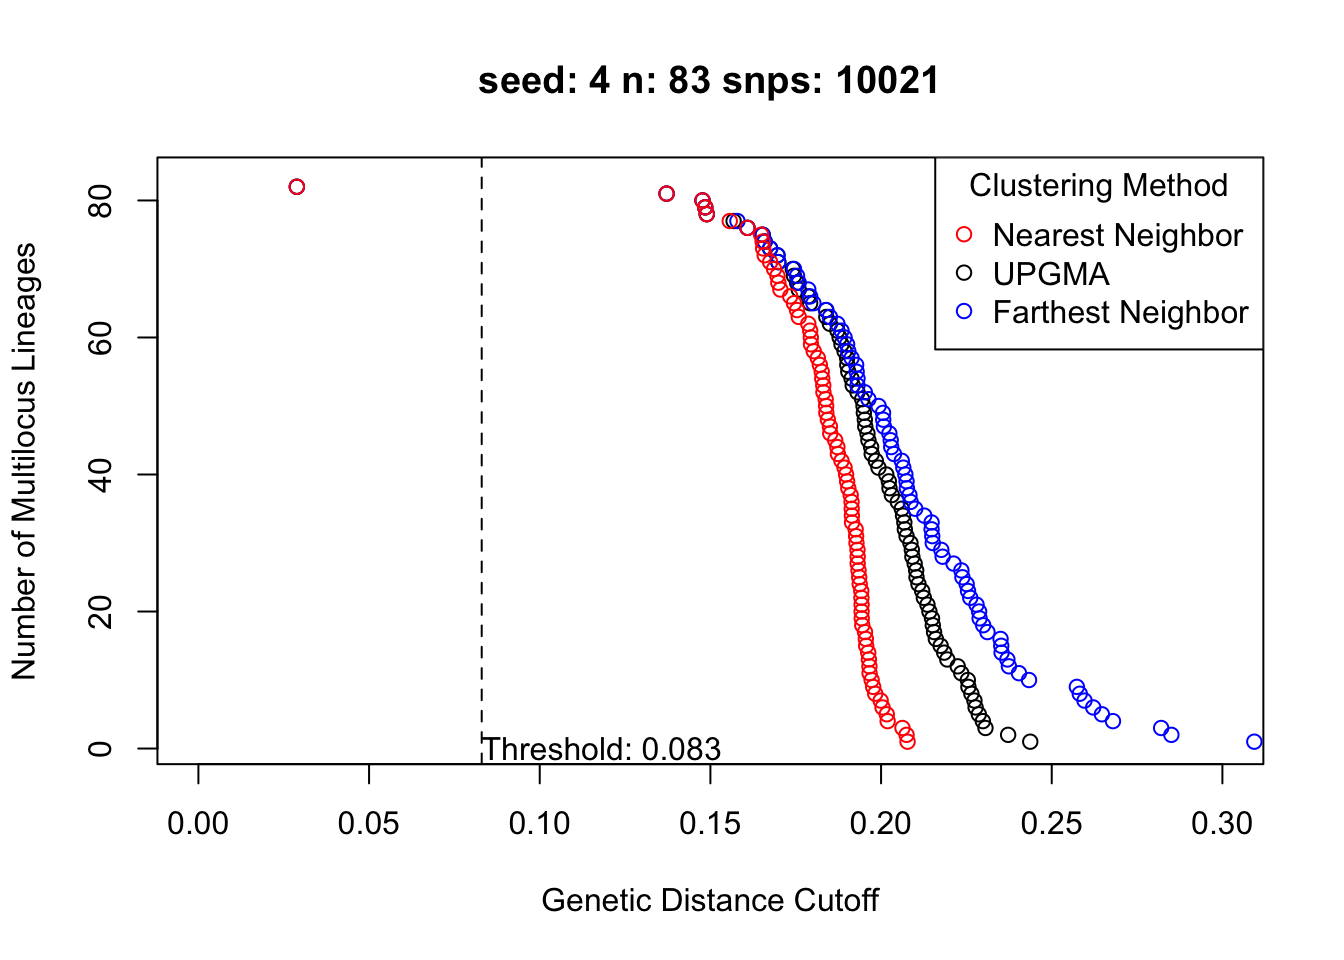 seed: 4 n: 83 snps: 10021
Clustering Method
Nearest Neighbor
UPGMA
Farthest Neighbor
Number of Multilocus Lineages
80
60
40
20
0
Threshold: 0.083
0.00 0.05 0.10 0.15 0.20 0.25 0.30
Genetic Distance Cutoff